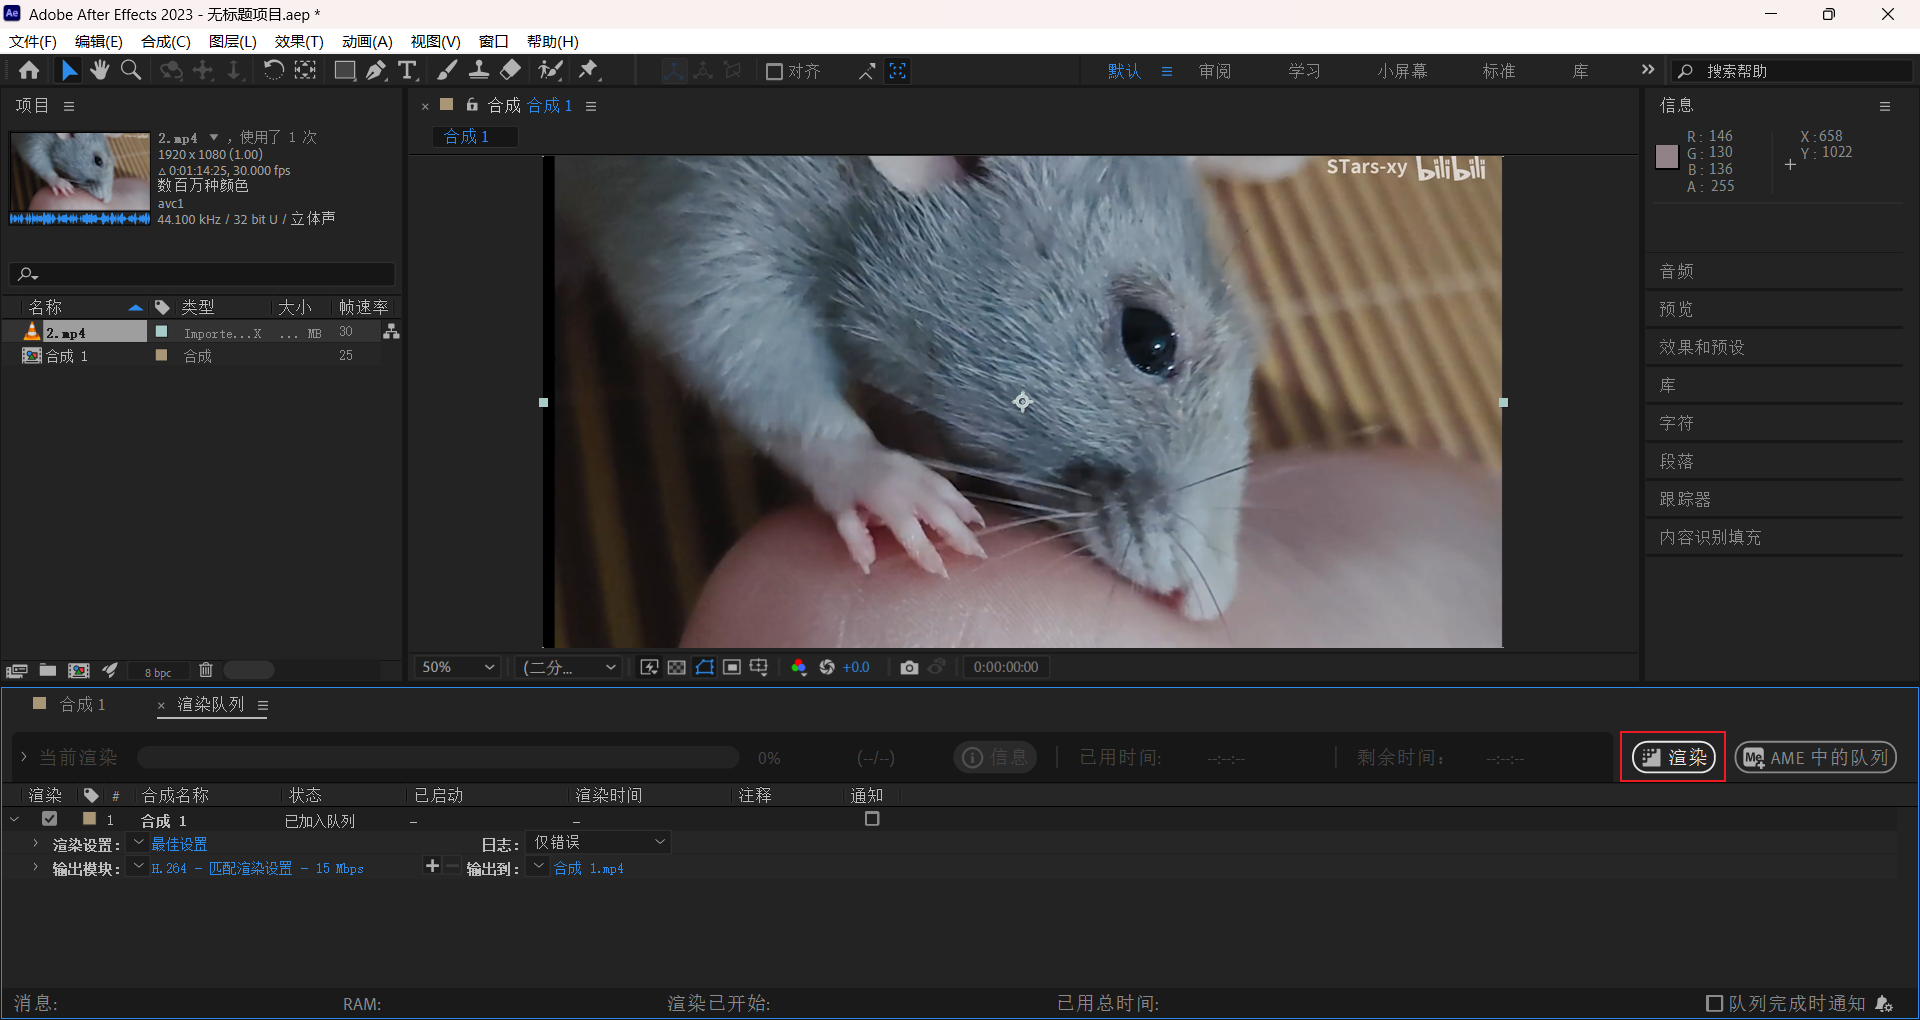 Ae Adobe After Effects 2023 - 无标题项目.aep *
文件(F) 编辑(E) 合成(C) 图层(L) 效果(T) 动画(A) 视图(V) 窗口 帮助(H)
对齐 默认 审阅 学习 小屏幕 标准 库 搜索帮助
项目
2.mp4 ，使用了 1 次
1920 x 1080 (1.00)
△ 0:01:14:25, 30.000 fps
数百万种颜色
avc1
44.100 kHz / 32 bit U / 立体声
名称 类型 大小 帧速率
2.mp4 Importe...X ... MB 30
合成 1 合成 25
8 bpc
合成 合成 1
合成 1
STars-xy bilibili
50% (二分... +0.0 0:00:00:00
信息
R: 146
G: 130
B: 136
A: 255
X:658
Y: 1022
音频
预览
效果和预设
库
字符
段落
跟踪器
内容识别填充
合成 1 渲染队列
当前渲染 0% (--/--) 信息 已用时间: --:--:-- 剩余时间: --:--:-- 渲染 Me AME 中的队列
渲染 # 合成名称 状态 已启动 渲染时间 注释 通知
1 合成 1 已加入队列 - -
渲染设置: 最佳设置 日志: 仅错误
输出模块: H.264 - 匹配渲染设置 - 15 Mbps 输出到: 合成 1.mp4
消息: RAM: 渲染已开始: 已用总时间: 队列完成时通知